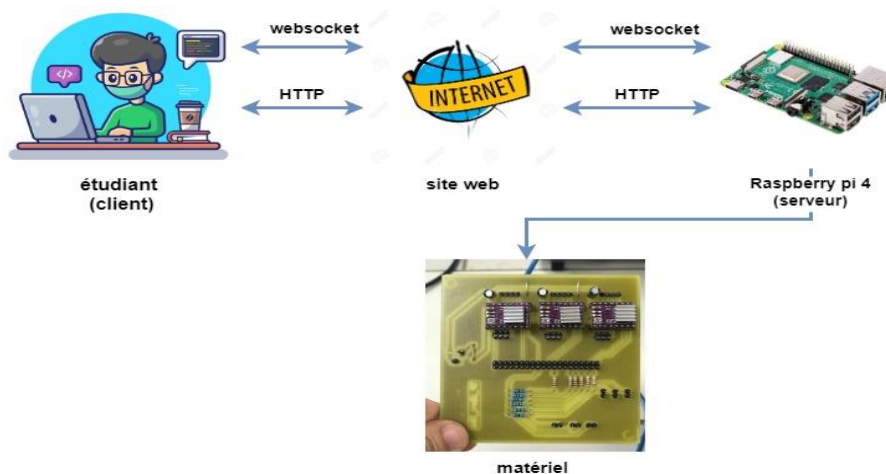 websocket
websocket
</>
INTERNET
HTTP
HTTP
étudiant
(client)
site web
Raspberry pi 4
(serveur)
matériel